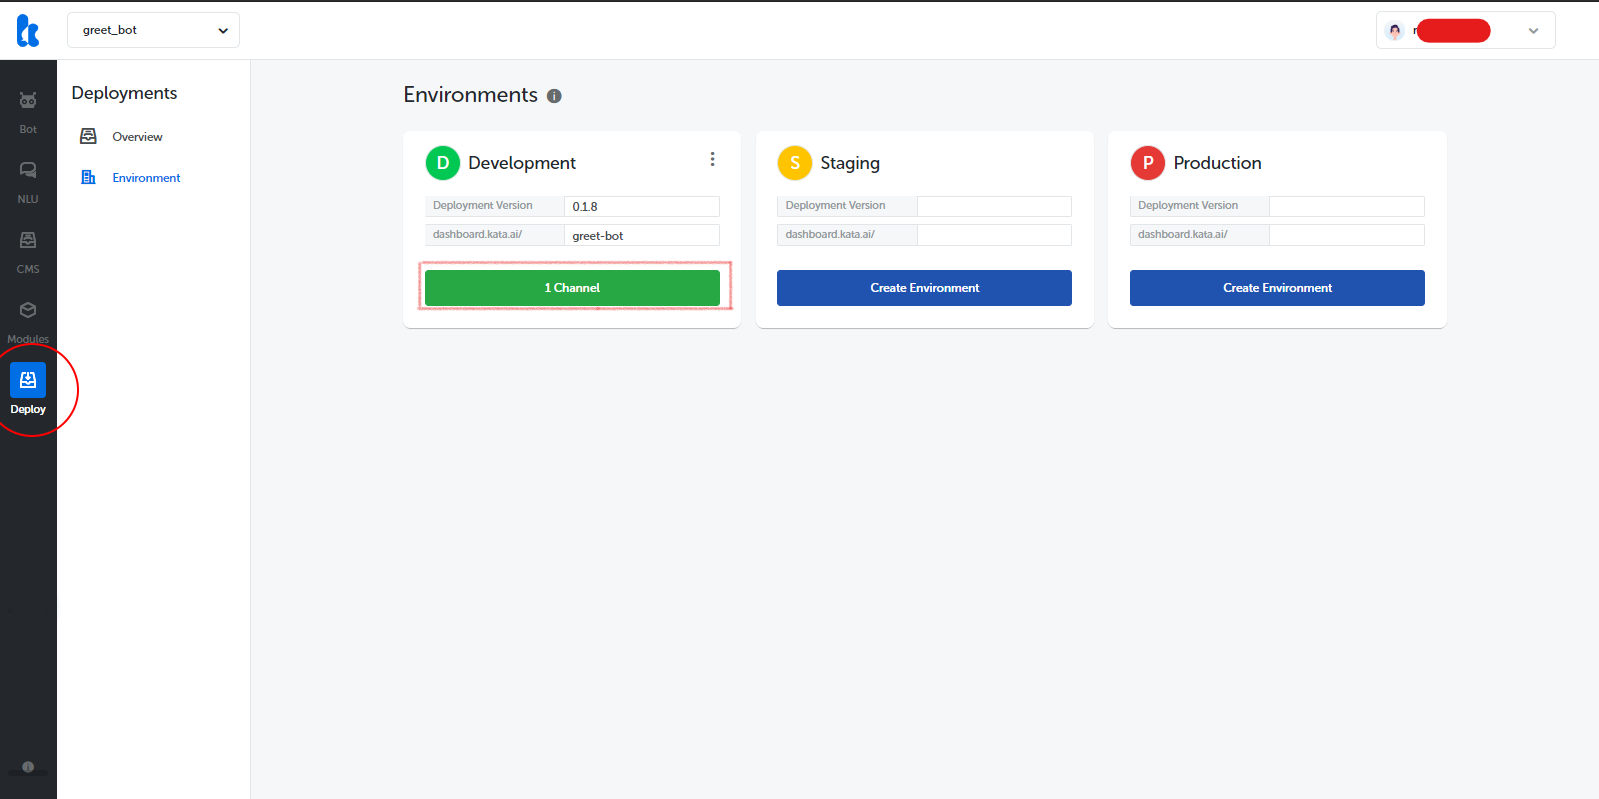 greet_bot
Bot
NLU
CMS
Modules
Deploy
Deployments
Overview
Environment
Environments
D Development
Deployment Version 0.1.8
dashboard.kata.ai/ greet-bot
1 Channel
S Staging
Deployment Version
dashboard.kata.ai/
Create Environment
P Production
Deployment Version
dashboard.kata.ai/
Create Environment